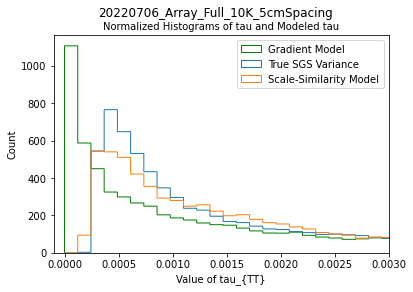 20220706_Array_Full_10K_5cmSpacing
Normalized Histograms of tau and Modeled tau
Gradient Model
True SGS Variance
Scale-Similarity Model
Count
1000
800
600
400
200
0
0.0000 0.0005 0.0010 0.0015 0.0020 0.0025 0.0030
Value of tau_{TT}